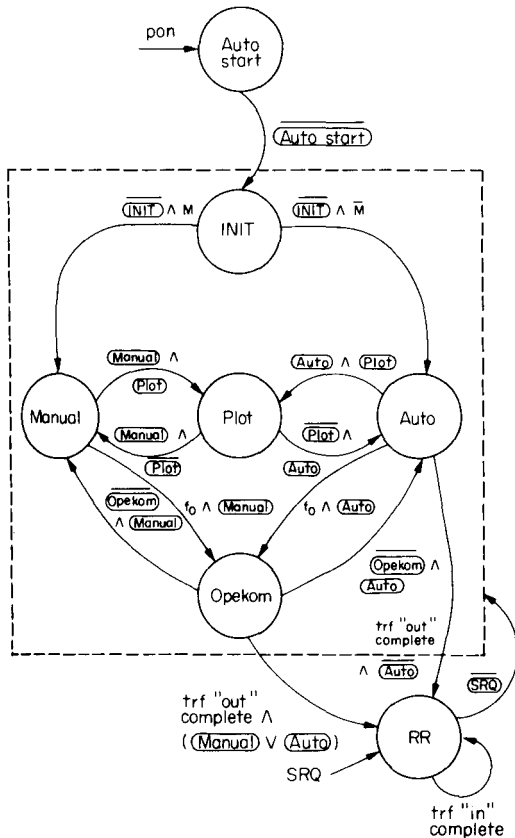 pon
Auto
start
Auto start
INIT ∧ M
INIT
INIT ∧ M̅
Manual ∧
Plot
Auto ∧ Plot
Manual
Plot
Auto
Manual ∧
Plot
Plot ∧
Auto
Opekom
∧ Manual
f₀ ∧ Manual
f₀ ∧ Auto
Opekom ∧
Auto
Opekom
trf "out"
complete
∧ Auto
SRQ
trf "out"
complete ∧
(Manual ∨ Auto)
RR
SRQ
trf "in"
complete